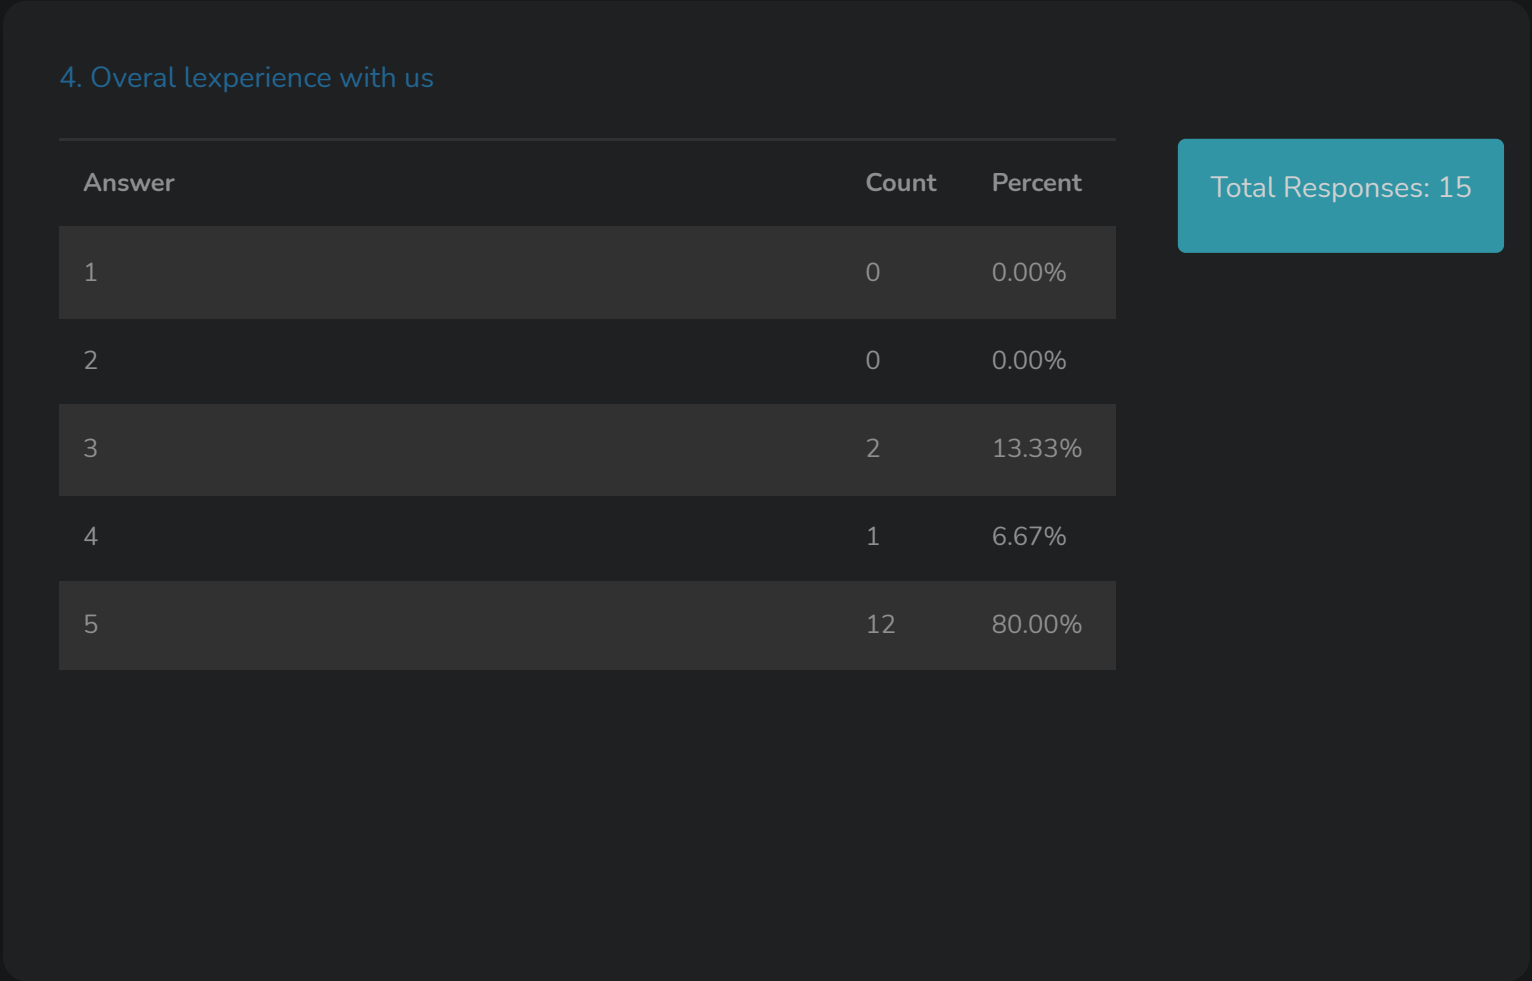 4. Overal lexperience with us
Answer Count Percent
Total Responses: 15
1 0 0.00%
2 0 0.00%
3 2 13.33%
4 1 6.67%
5 12 80.00%